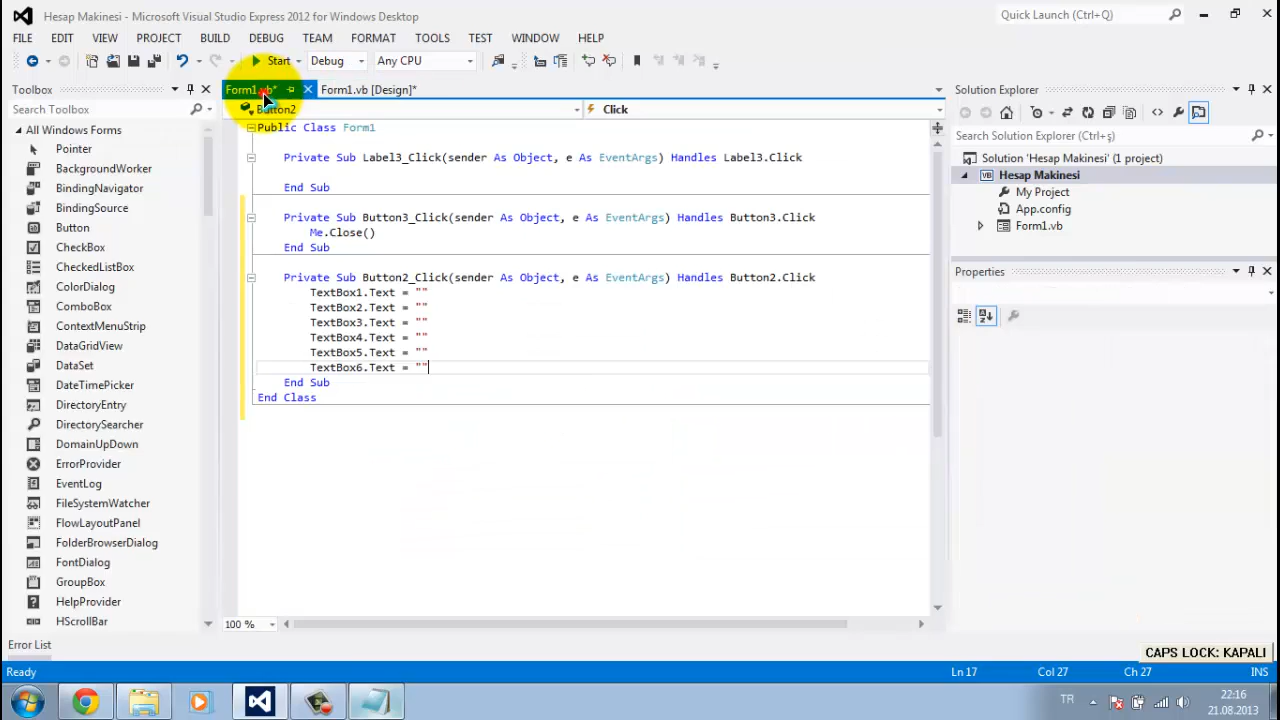 Hesap Makinesi - Microsoft Visual Studio Express 2012 for Windows Desktop
Quick Launch (Ctrl+Q)
FILE EDIT VIEW PROJECT BUILD DEBUG TEAM FORMAT TOOLS TEST WINDOW HELP
Start Debug Any CPU
Toolbox
Search Toolbox
All Windows Forms
Pointer
BackgroundWorker
BindingNavigator
BindingSource
Button
CheckBox
CheckedListBox
ColorDialog
ComboBox
ContextMenuStrip
DataGridView
DataSet
DateTimePicker
DirectoryEntry
DirectorySearcher
DomainUpDown
ErrorProvider
EventLog
FileSystemWatcher
FlowLayoutPanel
FolderBrowserDialog
FontDialog
GroupBox
HelpProvider
HScrollBar
Form1.vb* Form1.vb [Design]*
Button2 Click
Public Class Form1
Private Sub Label3_Click(sender As Object, e As EventArgs) Handles Label3.Click
End Sub
Private Sub Button3_Click(sender As Object, e As EventArgs) Handles Button3.Click
Me.Close()
End Sub
Private Sub Button2_Click(sender As Object, e As EventArgs) Handles Button2.Click
TextBox1.Text = ""
TextBox2.Text = ""
TextBox3.Text = ""
TextBox4.Text = ""
TextBox5.Text = ""
TextBox6.Text = ""
End Sub
End Class
100 %
Solution Explorer
Search Solution Explorer (Ctrl+ş)
Solution 'Hesap Makinesi' (1 project)
VB Hesap Makinesi
My Project
App.config
Form1.vb
Properties
Error List
CAPS LOCK: KAPALI
Ready Ln 17 Col 27 Ch 27 INS
TR 22:16
21.08.2013